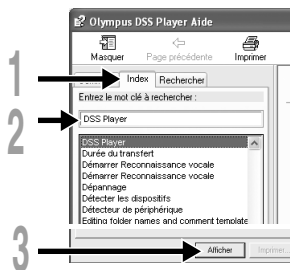 Olympus DSS Player Aide
Masquer Page précédente Imprimer
1
Index Rechercher
Entrez le mot clé à rechercher :
2
DSS Player
DSS Player
Durée du transfert
Démarrer Reconnaissance vocale
Démarrer Reconnaissance vocale
Dépannage
Détecter les dispositifs
Détecteur de périphérique
Editing folder names and comment template
3
Afficher Imprimer...